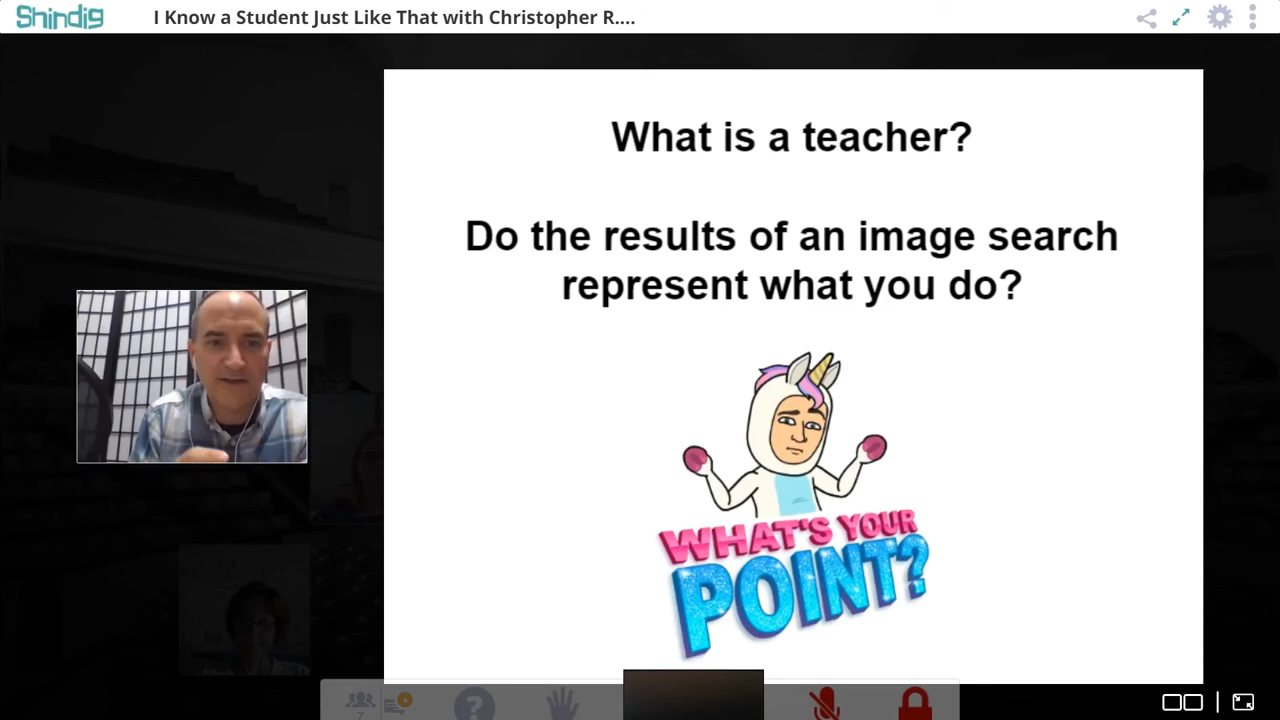 Shindig
I Know a Student Just Like That with Christopher R....
What is a teacher?
Do the results of an image search
represent what you do?
WHAT'S YOUR
POINT?
7